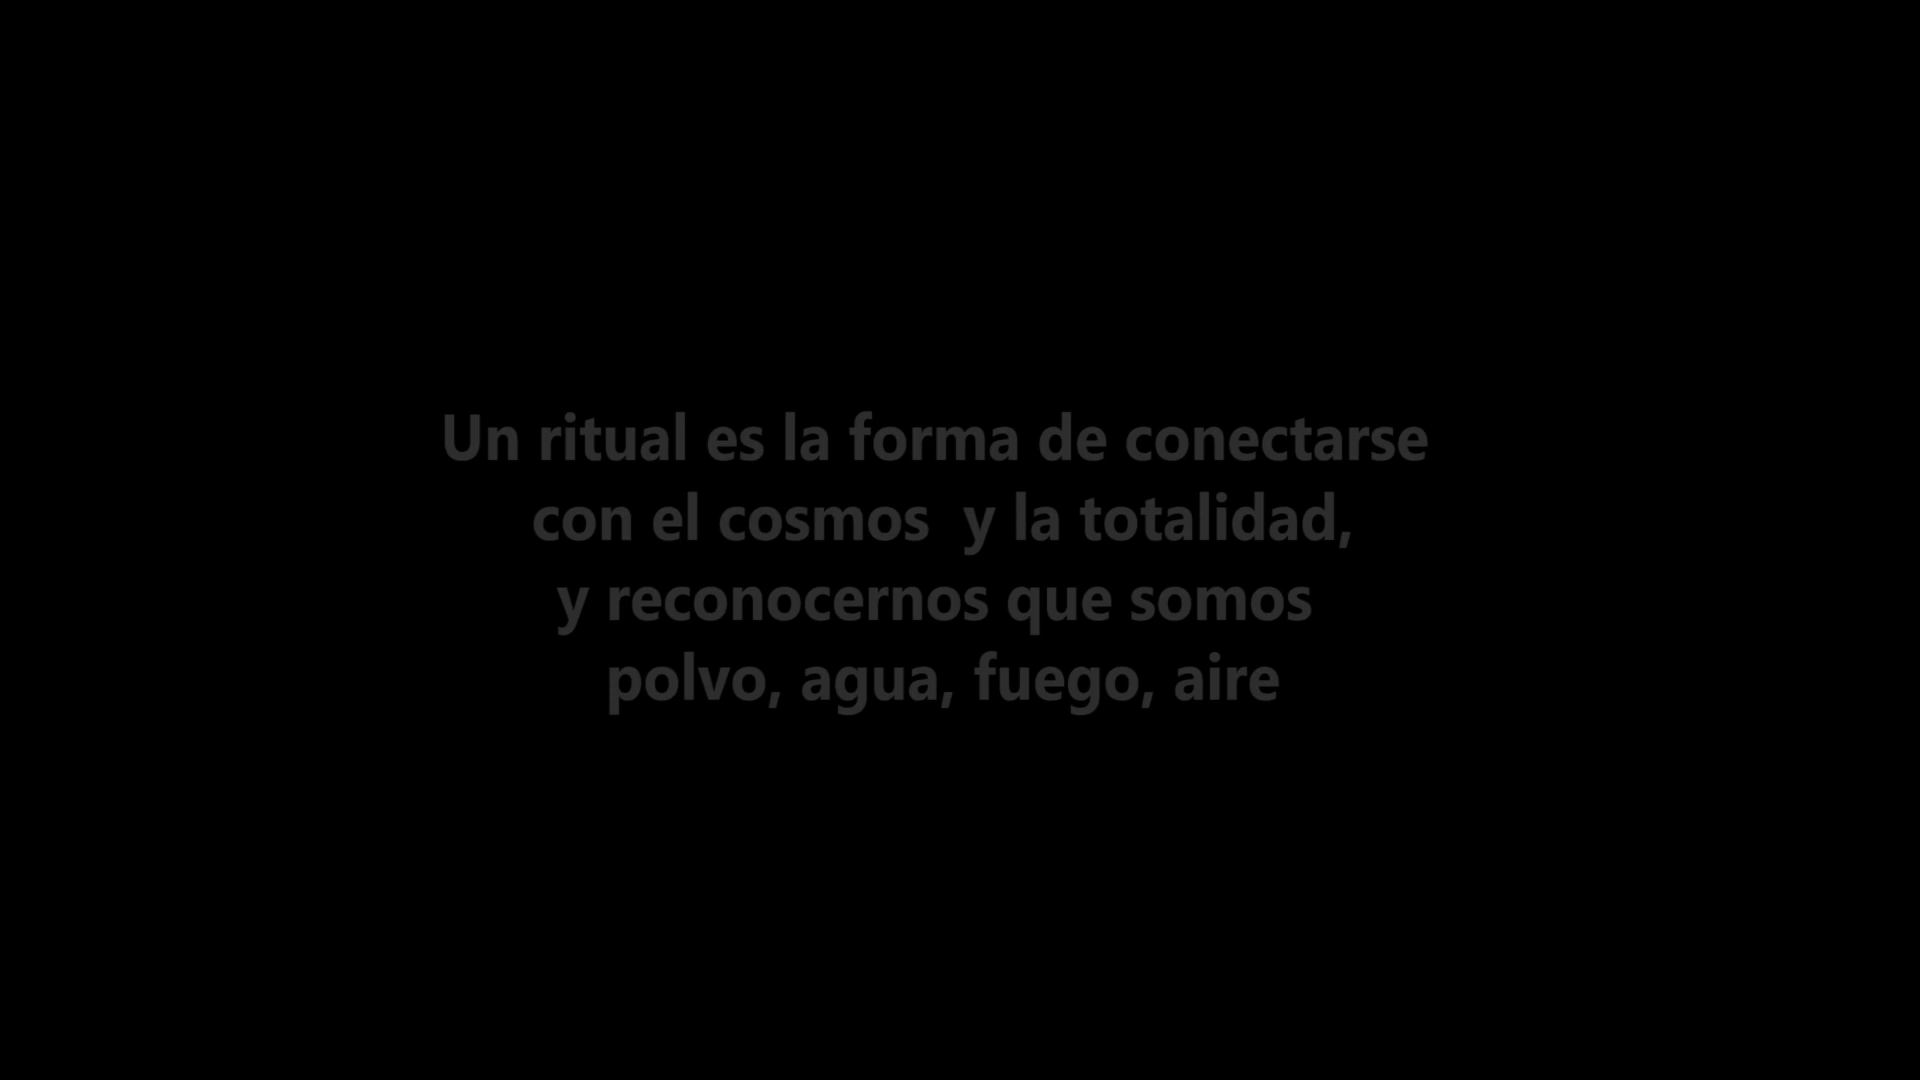 Un ritual es la forma de conectarse
con el cosmos  y la totalidad,
y reconocernos que somos
polvo, agua, fuego, aire